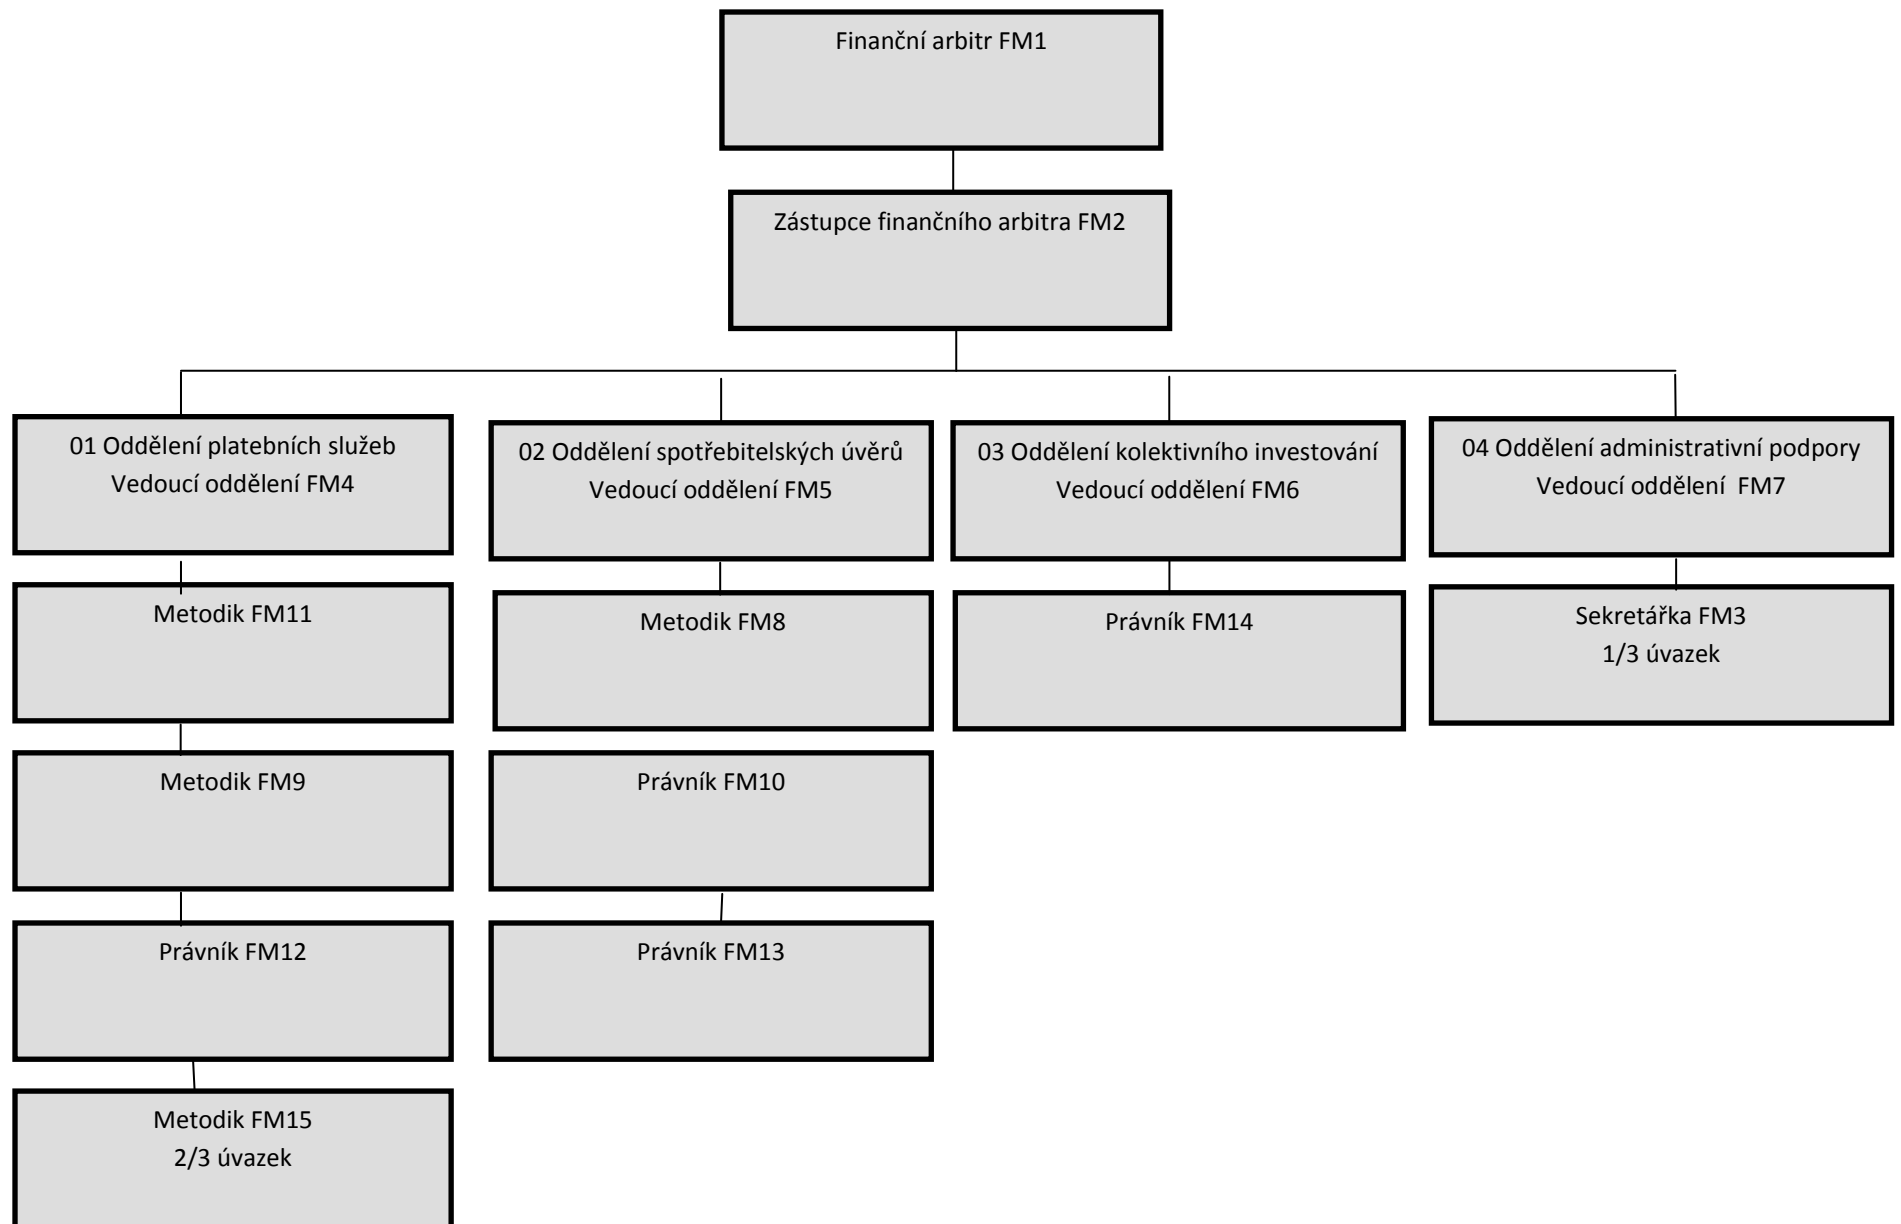 Finanční arbitr FM1
Zástupce finančního arbitra FM2
01 Oddělení platebních služeb
Vedoucí oddělení FM4
02 Oddělení spotřebitelských úvěrů
Vedoucí oddělení FM5
03 Oddělení kolektivního investování
Vedoucí oddělení FM6
04 Oddělení administrativní podpory
Vedoucí oddělení  FM7
Metodik FM11
Metodik FM8
Právník FM14
Sekretářka FM3
1/3 úvazek
Metodik FM9
Právník FM10
Právník FM12
Právník FM13
Metodik FM15
2/3 úvazek